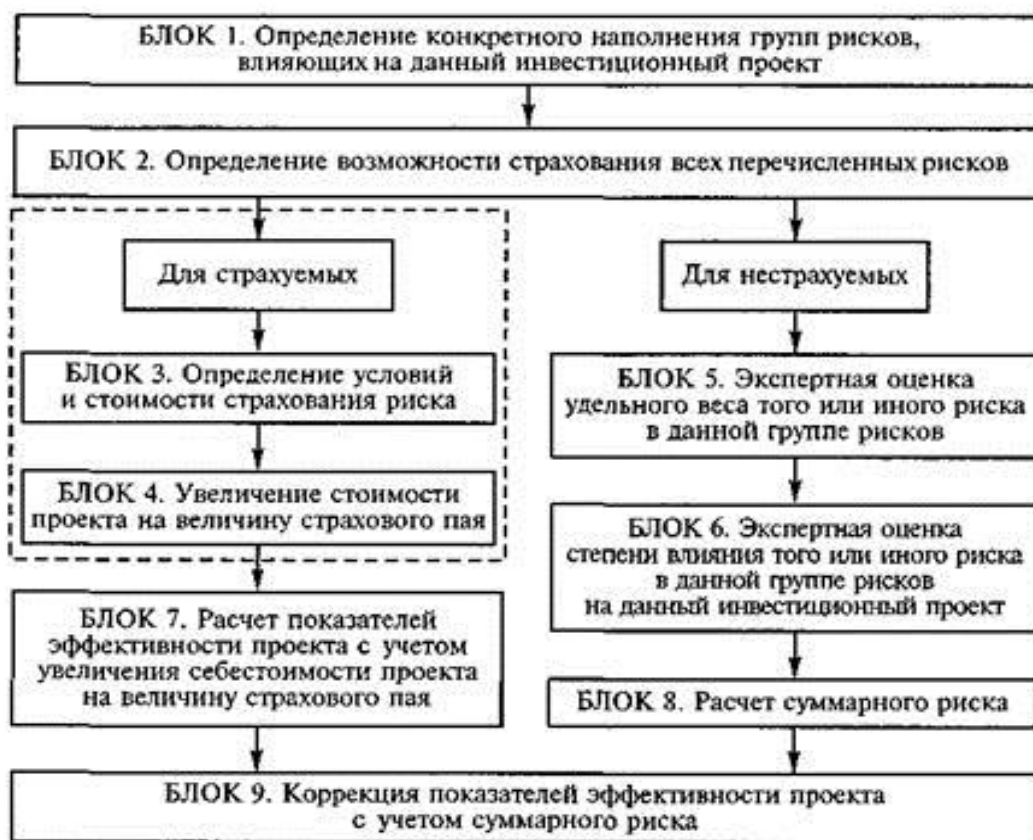 БЛОК 1. Определение конкретного наполнения групп рисков,
влияющих на данный инвестиционный проект
БЛОК 2. Определение возможности страхования всех перечисленных рисков
Для страхуемых
БЛОК 3. Определение условий
и стоимости страхования риска
БЛОК 4. Увеличение стоимости
проекта на величину страхового пая
БЛОК 7. Расчет показателей
эффективности проекта с учетом
увеличения себестоимости проекта
на величину страхового пая
Для нестрахуемых
БЛОК 5. Экспертная оценка
удельного веса того или иного риска
в данной группе рисков
БЛОК 6. Экспертная оценка
степени влияния того или иного риска
в данной группе рисков
на данный инвестиционный проект
БЛОК 8. Расчет суммарного риска
БЛОК 9. Коррекция показателей эффективности проекта
с учетом суммарного риска